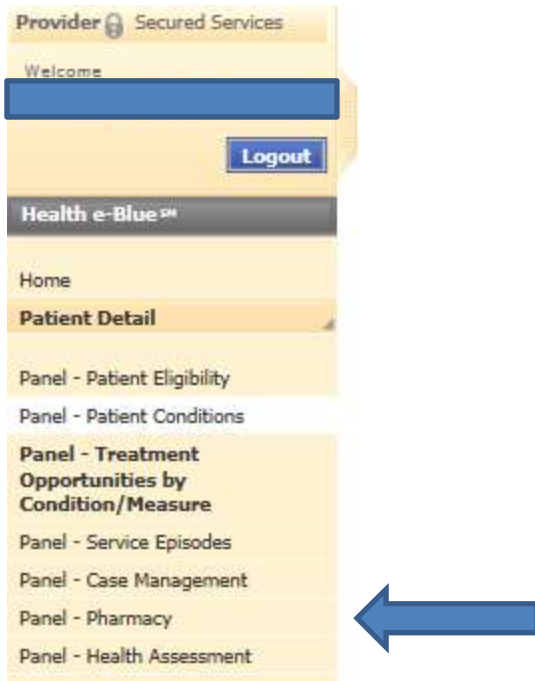 Provider Secured Services
Welcome
Logout
Health e-Blue℠
Home
Patient Detail
Panel - Patient Eligibility
Panel - Patient Conditions
Panel - Treatment
Opportunities by
Condition/Measure
Panel - Service Episodes
Panel - Case Management
Panel - Pharmacy
Panel - Health Assessment